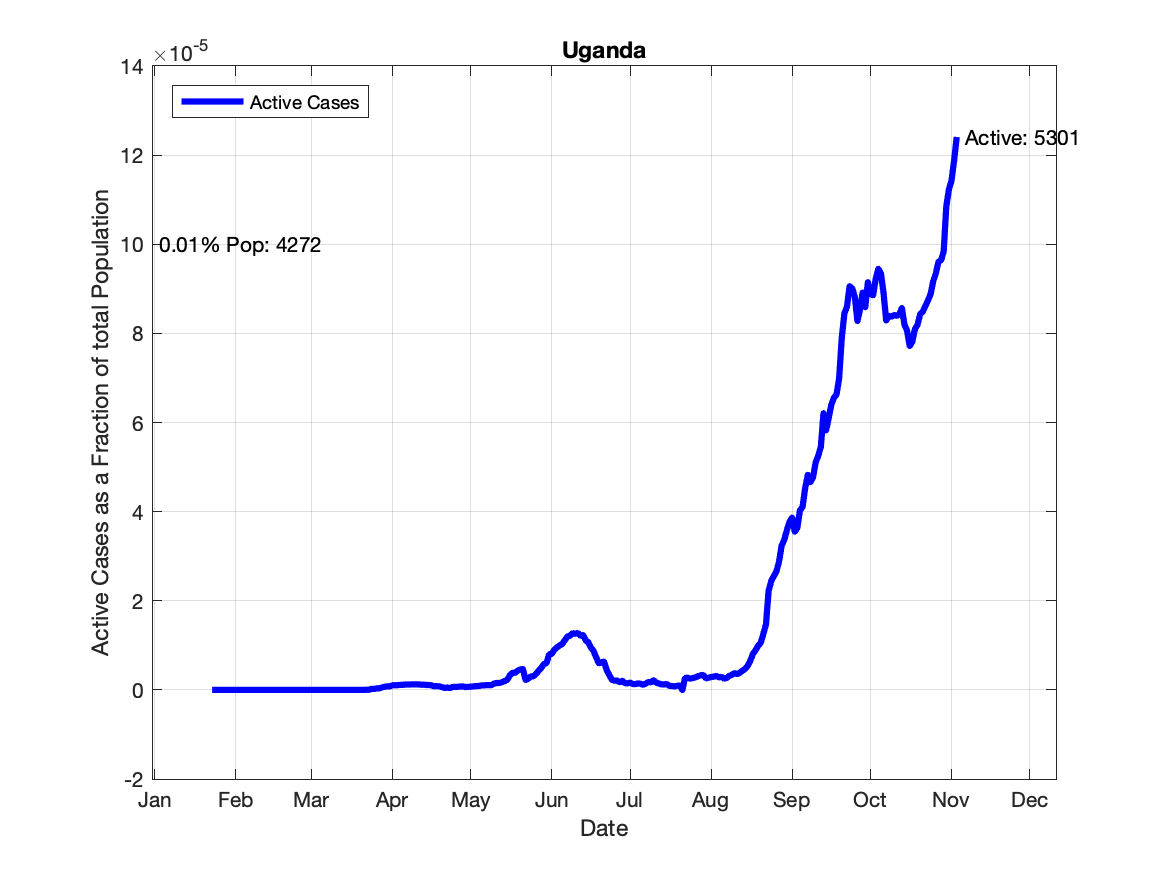 Uganda
×10-5
Active Cases
14
12
10
8
6
4
2
0
-2
Active: 5301
0.01% Pop: 4272
Active Cases as a Fraction of total Population
Jan Feb Mar Apr May Jun Jul Aug Sep Oct Nov Dec
Date